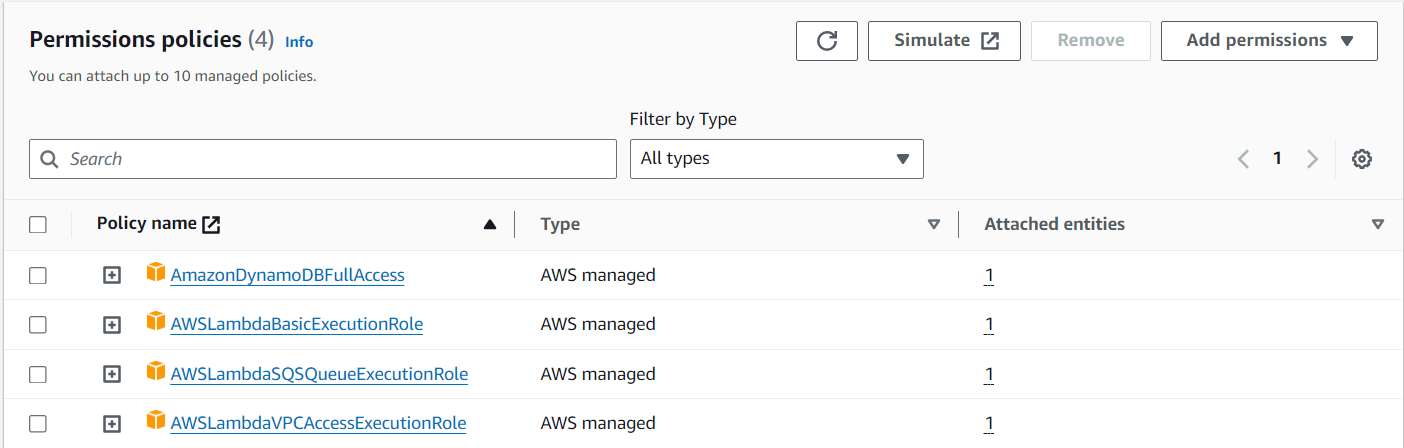 Permissions policies (4) Info
Simulate Remove Add permissions
You can attach up to 10 managed policies.
Filter by Type
Search All types 1
Policy name Type Attached entities
AmazonDynamoDBFullAccess AWS managed 1
AWSLambdaBasicExecutionRole AWS managed 1
AWSLambdaSQSQueueExecutionRole AWS managed 1
AWSLambdaVPCAccessExecutionRole AWS managed 1